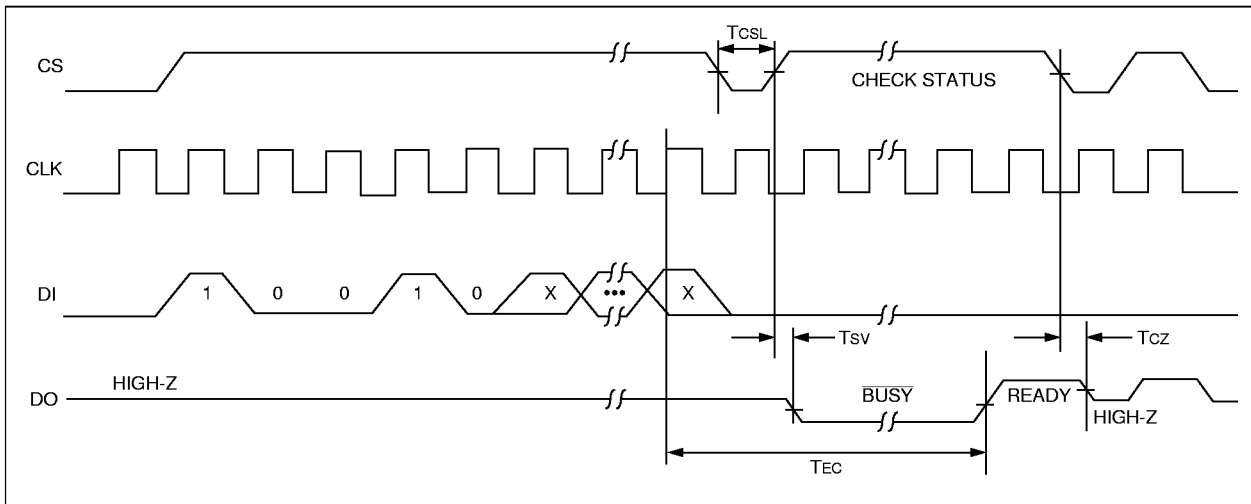 TCSL
CS
CHECK STATUS
CLK
DI 1 0 0 1 0 X ••• X
TSV
TCZ
HIGH-Z
DO
BUSY
READY
HIGH-Z
TEC